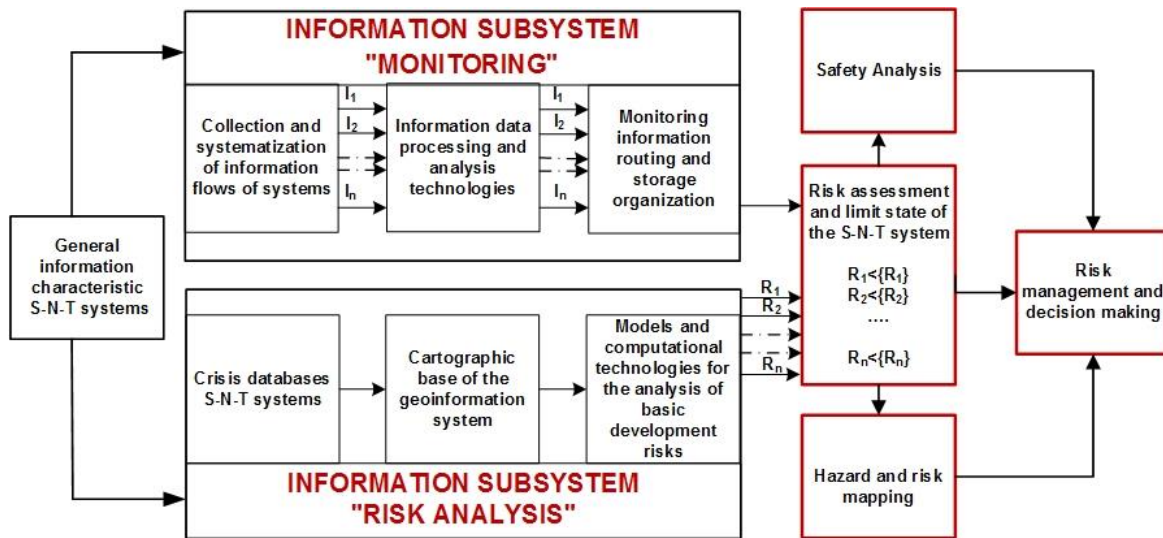 General
information
characteristic
S-N-T systems
INFORMATION SUBSYSTEM
"MONITORING"
Collection and
systematization
of information
flows of systems
I₁
I₂
Iₙ
Information data
processing and
analysis
technologies
I₁
I₂
Iₙ
Monitoring
information
routing and
storage
organization
Crisis databases
S-N-T systems
Cartographic
base of the
geoinformation
system
Models and
computational
technologies for
the analysis of
basic
development
risks
INFORMATION SUBSYSTEM
"RISK ANALYSIS"
R₁
R₂
Rₙ
Safety Analysis
Risk assessment
and limit state of
the S-N-T system
R₁<{R₁}
R₂<{R₂}
....
Rₙ<{Rₙ}
Hazard and risk
mapping
Risk
management and
decision making